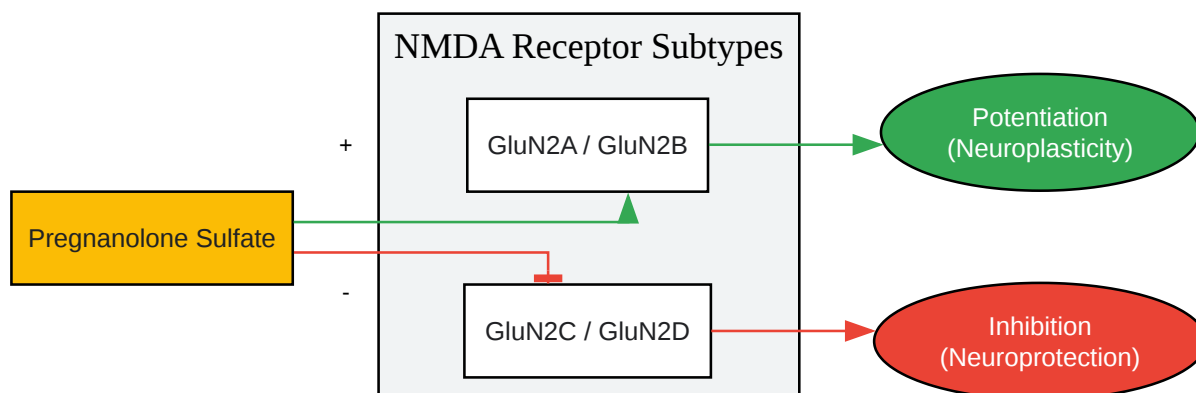 NMDA Receptor Subtypes
+
GluN2A / GluN2B
Potentiation
(Neuroplasticity)
Pregnanolone Sulfate
-
GluN2C / GluN2D
Inhibition
(Neuroprotection)